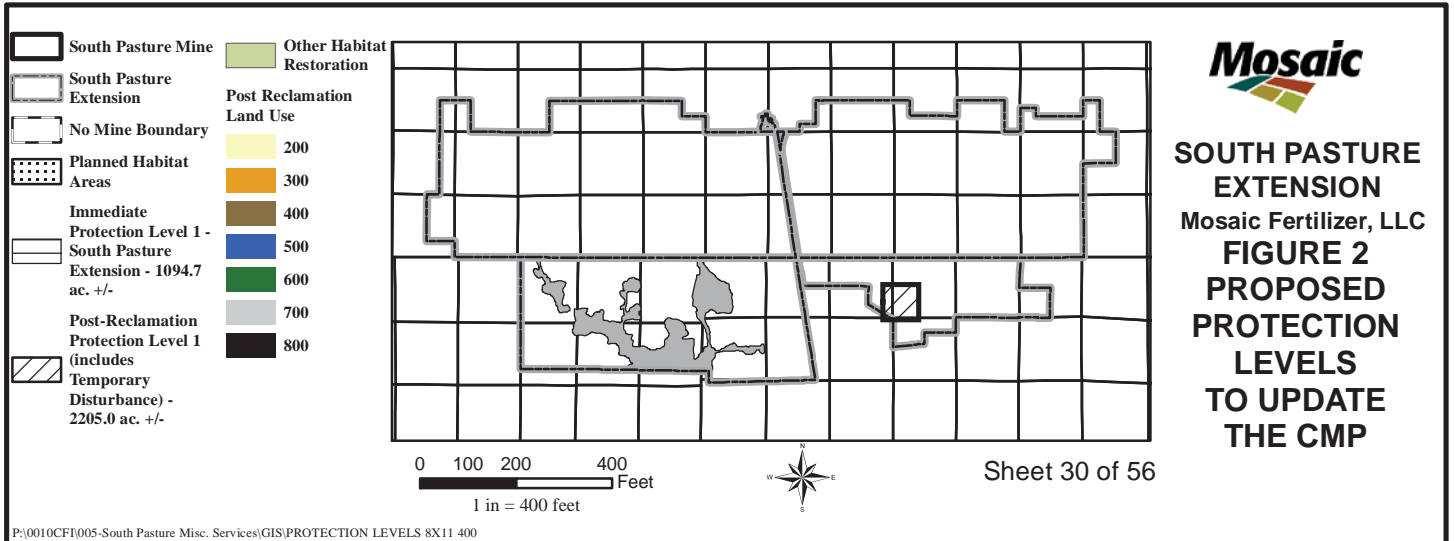 South Pasture Mine
South Pasture
Extension
No Mine Boundary
Planned Habitat
Areas
Immediate
Protection Level 1 -
South Pasture
Extension - 1094.7
ac. +/-
Post-Reclamation
Protection Level 1
(includes
Temporary
Disturbance) -
2205.0 ac. +/-
Other Habitat
Restoration
Post Reclamation
Land Use
200
300
400
500
600
700
800
0 100 200 400
Feet
1 in = 400 feet
N
W E
S
Sheet 30 of 56
Mosaic
SOUTH PASTURE
EXTENSION
Mosaic Fertilizer, LLC
FIGURE 2
PROPOSED
PROTECTION
LEVELS
TO UPDATE
THE CMP
P:\0010CFI\005-South Pasture Misc. Services\GIS\PROTECTION LEVELS 8X11 400